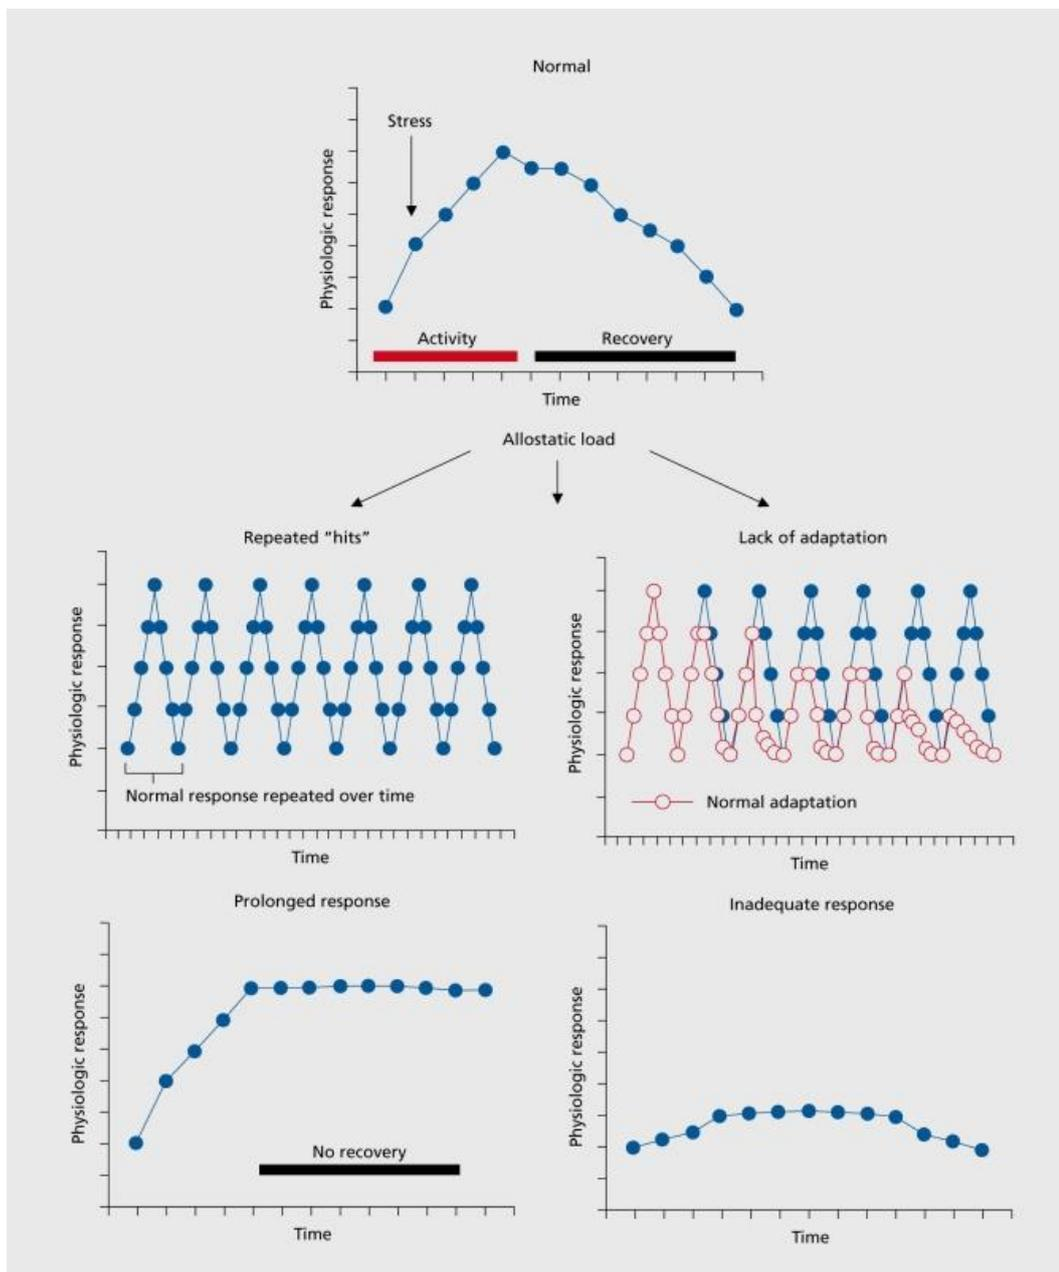 Normal
Stress
Physiologic response
Activity
Recovery
Time
Allostatic load
Repeated "hits"
Physiologic response
Normal response repeated over time
Time
Lack of adaptation
Physiologic response
Normal adaptation
Time
Prolonged response
Physiologic response
No recovery
Time
Inadequate response
Physiologic response
Time